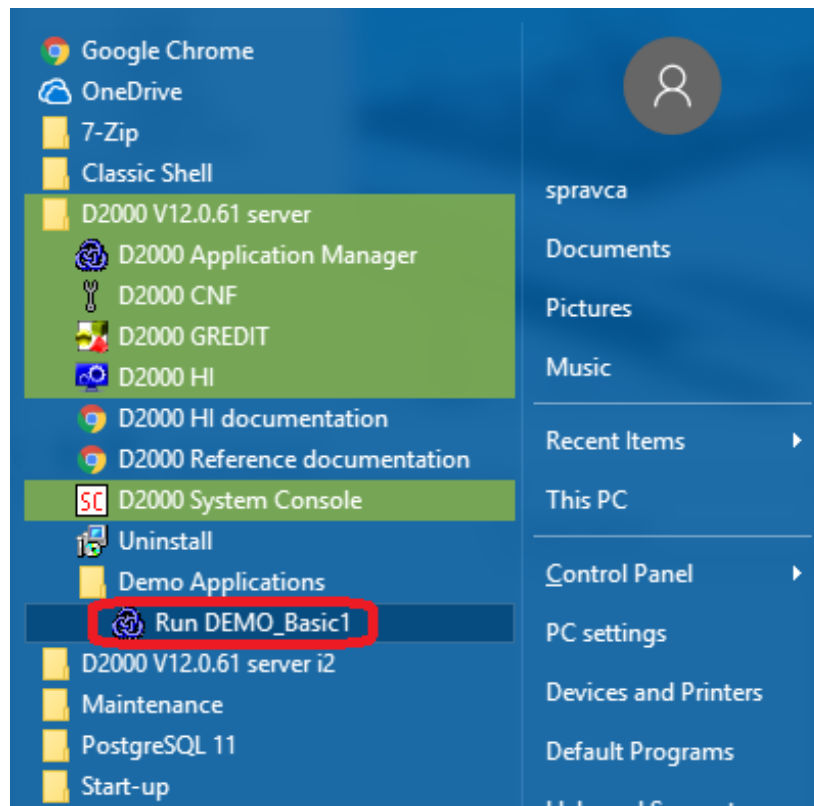 Google Chrome
OneDrive
7-Zip
Classic Shell
D2000 V12.0.61 server
D2000 Application Manager
D2000 CNF
D2000 GREDIT
D2000 HI
D2000 HI documentation
D2000 Reference documentation
SC D2000 System Console
Uninstall
Demo Applications
Run DEMO_Basic1
D2000 V12.0.61 server i2
Maintenance
PostgreSQL 11
Start-up
spravca
Documents
Pictures
Music
Recent Items
This PC
Control Panel
PC settings
Devices and Printers
Default Programs